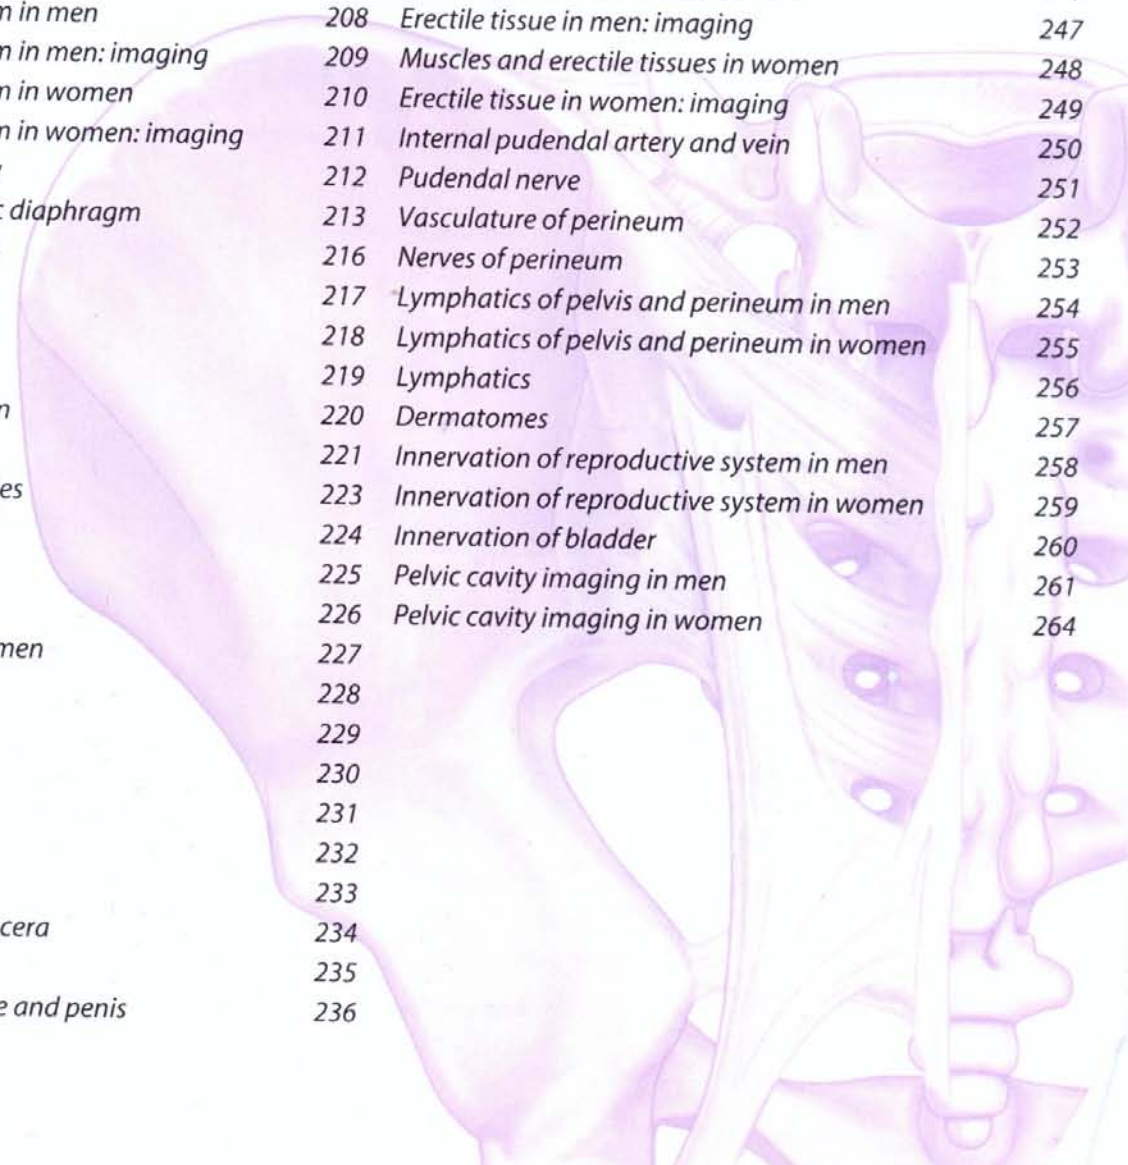 n in men 208
n in men: imaging 209
n in women 210
n in women: imaging 211
212
c diaphragm 213
216
217
218
219
n 220
221
es 223
224
225
226
men 227
228
229
230
231
232
233
cera 234
235
e and penis 236
Erectile tissue in men: imaging 247
Muscles and erectile tissues in women 248
Erectile tissue in women: imaging 249
Internal pudendal artery and vein 250
Pudendal nerve 251
Vasculature of perineum 252
Nerves of perineum 253
Lymphatics of pelvis and perineum in men 254
Lymphatics of pelvis and perineum in women 255
Lymphatics 256
Dermatomes 257
Innervation of reproductive system in men 258
Innervation of reproductive system in women 259
Innervation of bladder 260
Pelvic cavity imaging in men 261
Pelvic cavity imaging in women 264